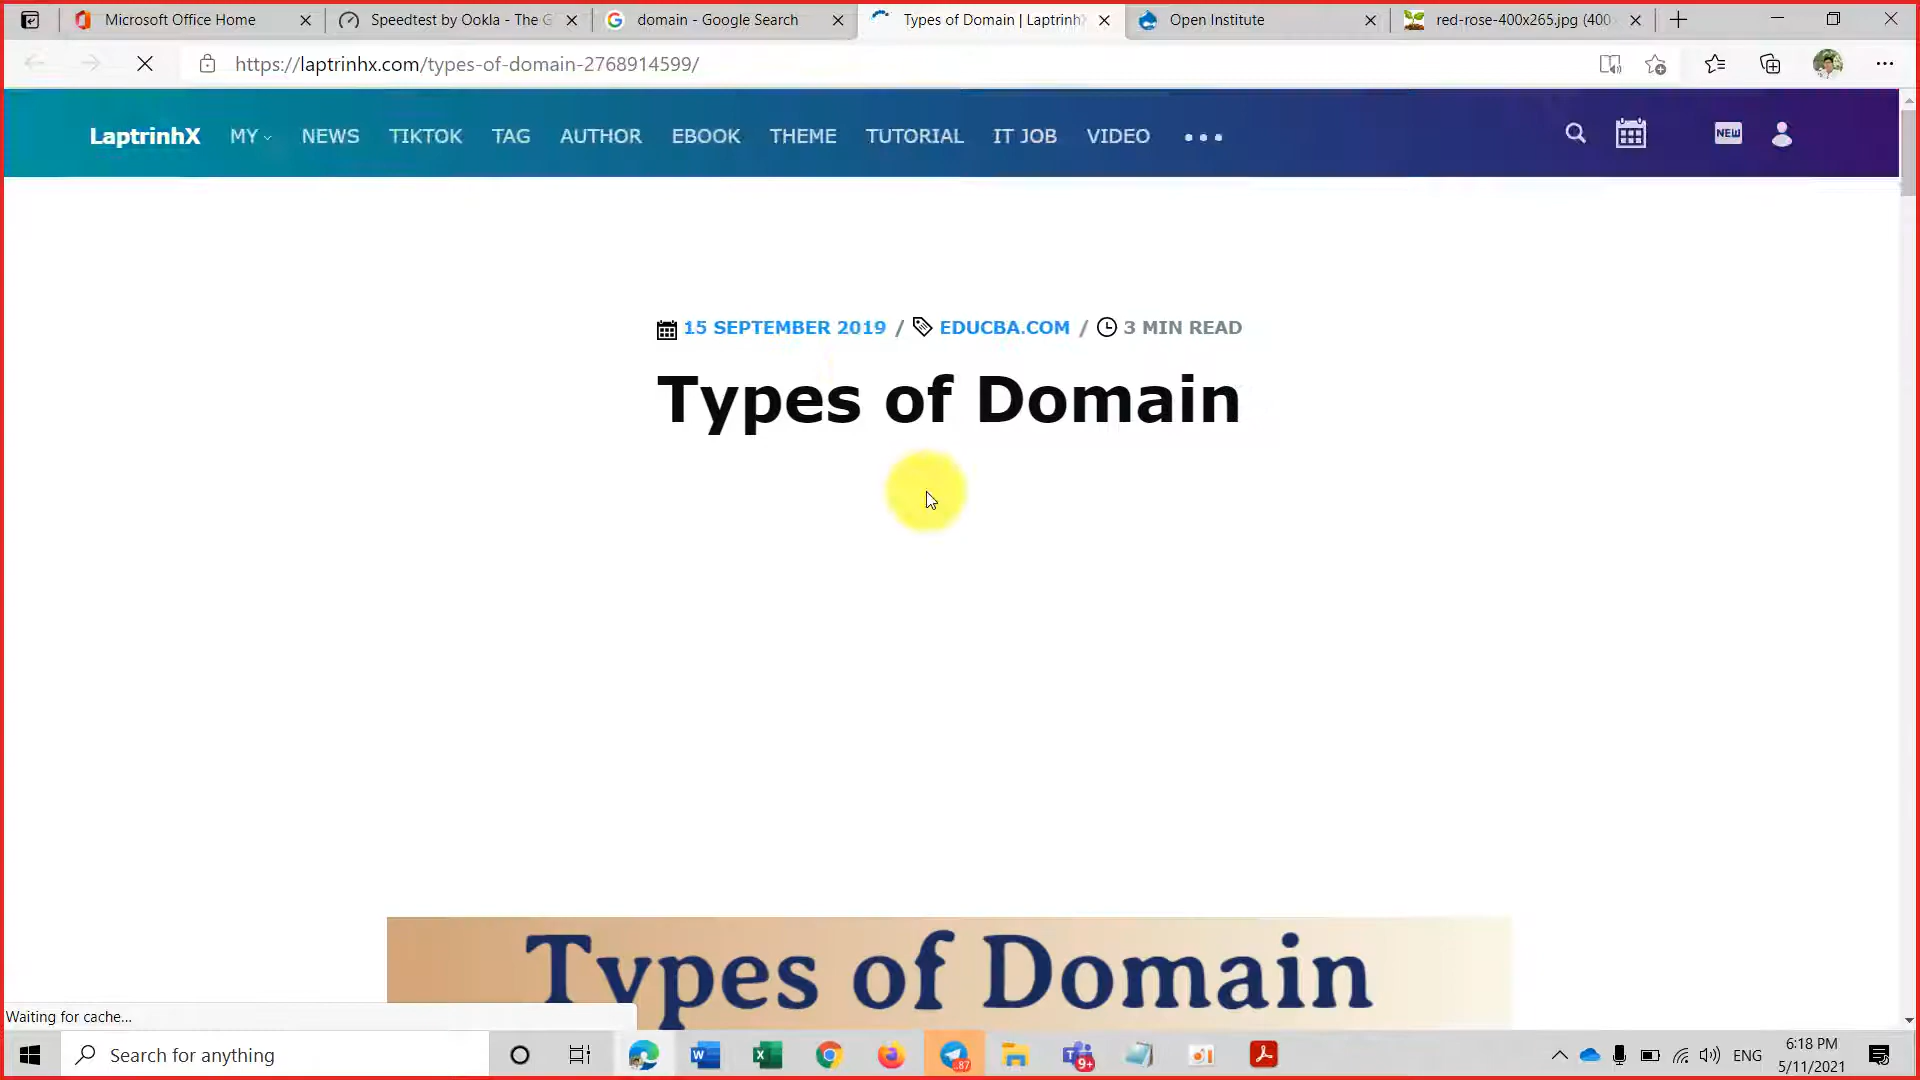 Microsoft Office Home
Speedtest by Ookla - The G
domain - Google Search
Types of Domain | LaptrinhX
Open Institute
red-rose-400x265.jpg (400
https://laptrinhx.com/types-of-domain-2768914599/
LaptrinhX MY NEWS TIKTOK TAG AUTHOR EBOOK THEME TUTORIAL IT JOB VIDEO
NEW
15 SEPTEMBER 2019 / EDUCBA.COM / 3 MIN READ
Types of Domain
Types of Domain
Waiting for cache...
Search for anything
87
9+
ENG
6:18 PM
5/11/2021